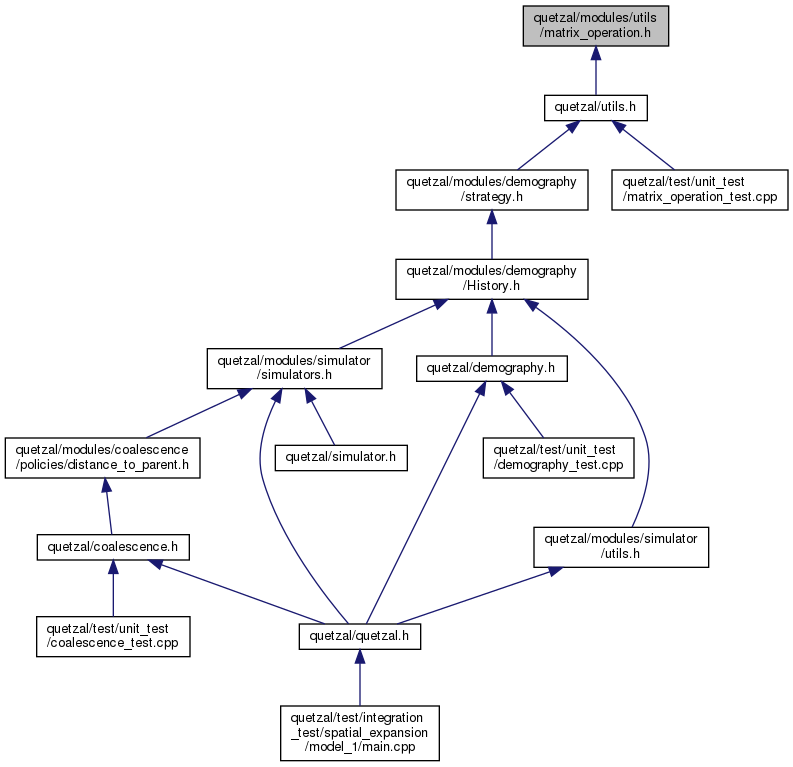 quetzal/modules/utils
/matrix_operation.h
quetzal/utils.h
quetzal/modules/demography
/strategy.h
quetzal/test/unit_test
/matrix_operation_test.cpp
quetzal/modules/demography
/History.h
quetzal/modules/simulator
/simulators.h
quetzal/demography.h
quetzal/modules/coalescence
/policies/distance_to_parent.h
quetzal/simulator.h
quetzal/test/unit_test
/demography_test.cpp
quetzal/coalescence.h
quetzal/modules/simulator
/utils.h
quetzal/test/unit_test
/coalescence_test.cpp
quetzal/quetzal.h
quetzal/test/integration
_test/spatial_expansion
/model_1/main.cpp